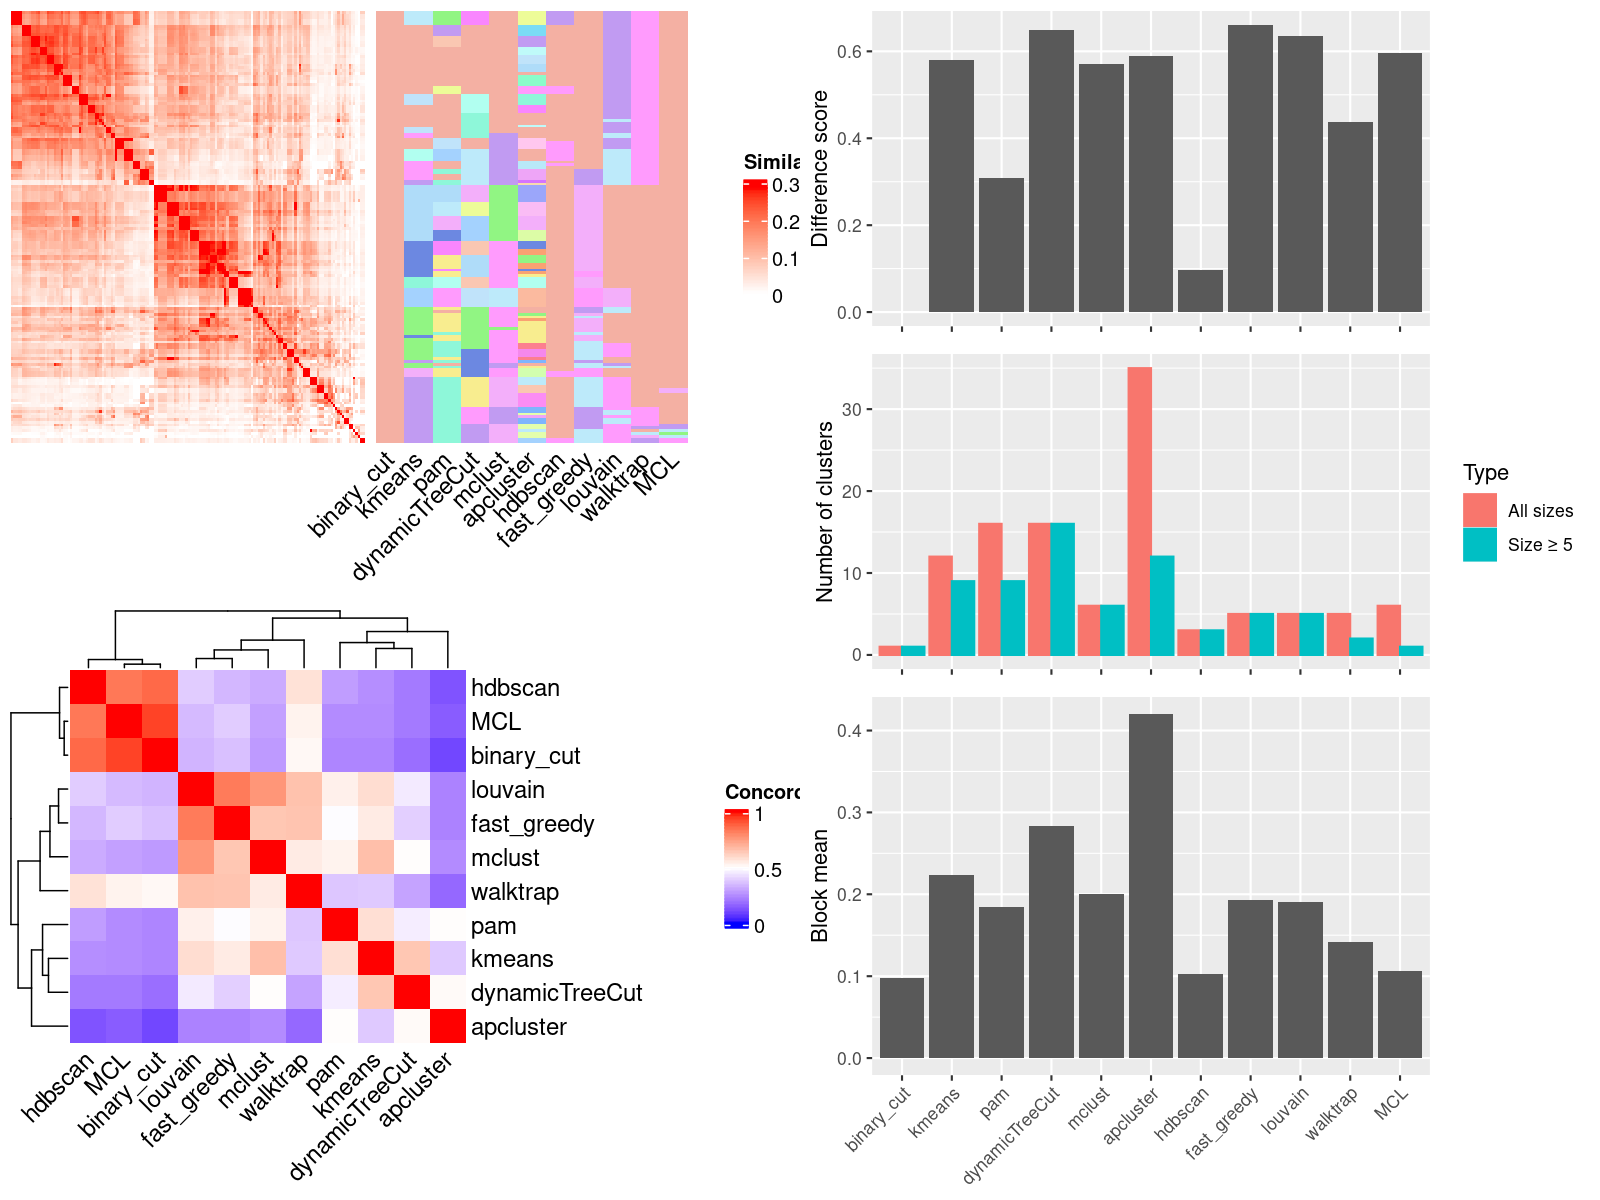 Simila
0.3
0.2
0.1
0
binary_cut
kmeans
pam
dynamicTreeCut
mclust
apcluster
hdbscan
fast_greedy
louvain
walktrap
MCL
hdbscan
MCL
binary_cut
louvain
fast_greedy
mclust
walktrap
pam
kmeans
dynamicTreeCut
apcluster
hdbscan
MCL
binary_cut
louvain
fast_greedy
mclust
walktrap
pam
kmeans
dynamicTreeCut
apcluster
Concord
1
0.5
0
Difference score
0.6
0.4
0.2
0.0
Number of clusters
30
20
10
0
Type
All sizes
Size ≥ 5
Block mean
0.4
0.3
0.2
0.1
0.0
binary_cut
kmeans
pam
dynamicTreeCut
mclust
apcluster
hdbscan
fast_greedy
louvain
walktrap
MCL